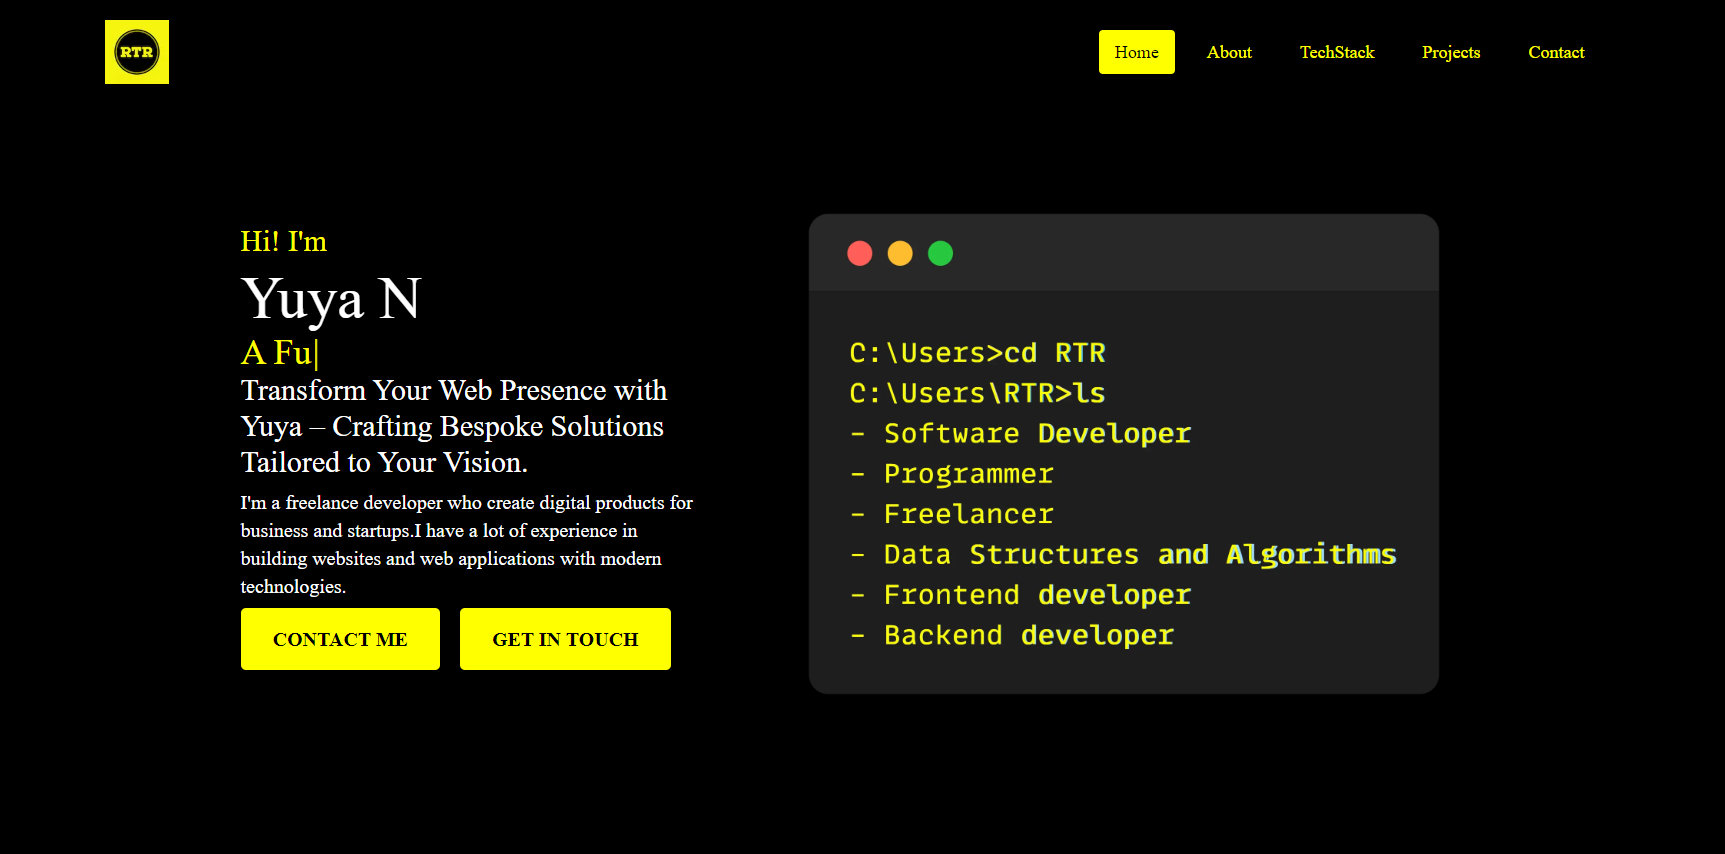 RTR
Home
About
TechStack
Projects
Contact
Hi! I'm
Yuya N
A Fu|
Transform Your Web Presence with
Yuya – Crafting Bespoke Solutions
Tailored to Your Vision.
I'm a freelance developer who create digital products for
business and startups.I have a lot of experience in
building websites and web applications with modern
technologies.
CONTACT ME
GET IN TOUCH
C:\Users>cd RTR
C:\Users\RTR>ls
- Software Developer
- Programmer
- Freelancer
- Data Structures and Algorithms
- Frontend developer
- Backend developer